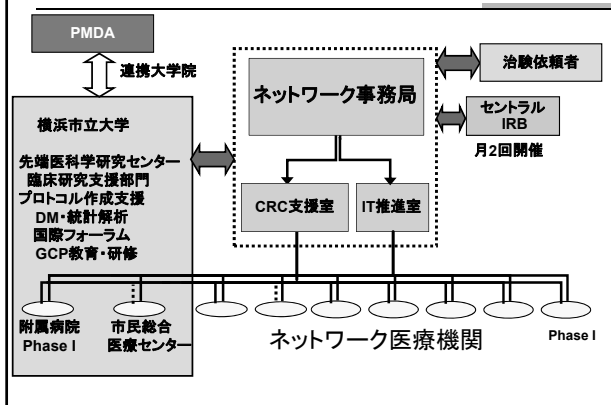 PMDA
連携大学院
治験依頼者
ネットワーク事務局
セントラル
IRB
月2回開催
横浜市立大学
先端医科学研究センター
臨床研究支援部門
プロトコル作成支援
DM・統計解析
国際フォーラム
GCP教育・研修
CRC支援室
IT推進室
附属病院
Phase I
市民総合
医療センター
ネットワーク医療機関
Phase I